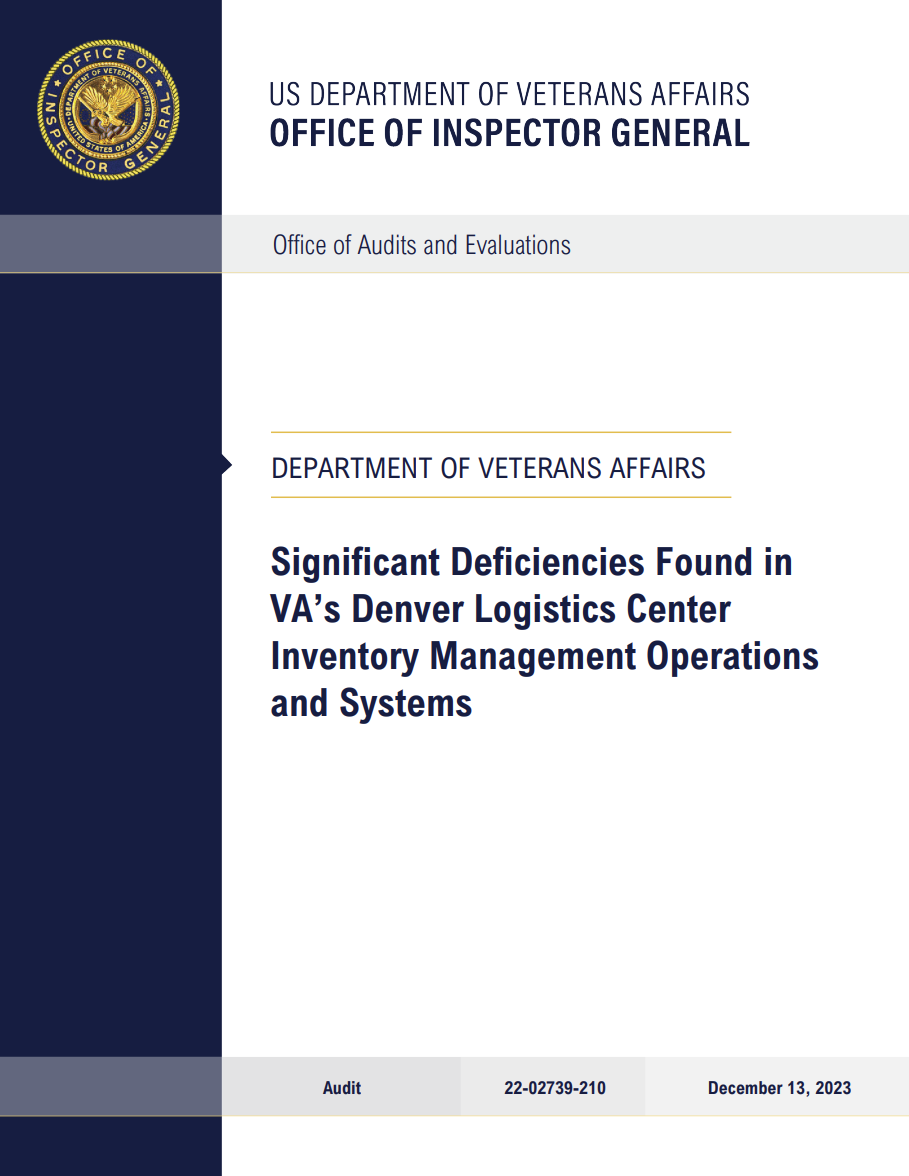 OFFICE OF
INSPECTOR GENERAL
DEPARTMENT OF VETERANS AFFAIRS
UNITED STATES OF AMERICA
US DEPARTMENT OF VETERANS AFFAIRS
OFFICE OF INSPECTOR GENERAL
Office of Audits and Evaluations
DEPARTMENT OF VETERANS AFFAIRS
Significant Deficiencies Found in
VA’s Denver Logistics Center
Inventory Management Operations
and Systems
Audit
22-02739-210
December 13, 2023